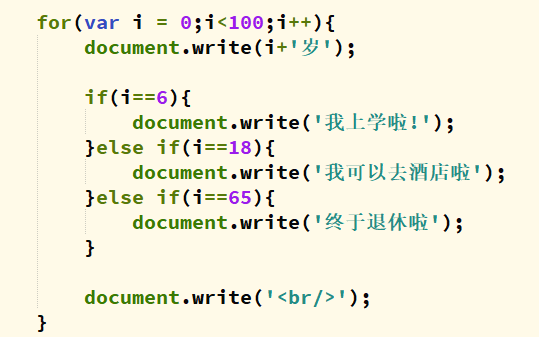 for(var i = 0;i<100;i++){
document.write(i+'岁');
if(i==6){
document.write('我上学啦!');
}else if(i==18){
document.write('我可以去酒店啦');
}else if(i==65){
document.write('终于退休啦');
}
document.write('<br/>');
}